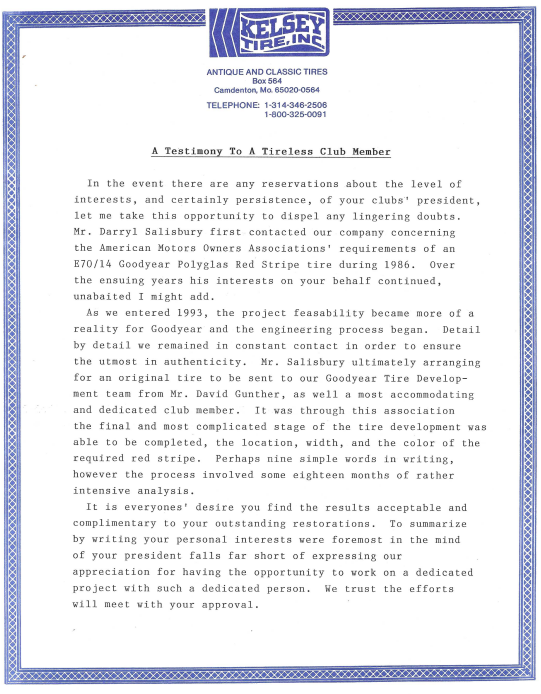 KELSEY
TIRE, INC
ANTIQUE AND CLASSIC TIRES
Box 564
Camdenton, Mo. 65020-0564
TELEPHONE: 1-314-346-2506
1-800-325-0091
A Testimony To A Tireless Club Member
In the event there are any reservations about the level of
interests, and certainly persistence, of your clubs' president,
let me take this opportunity to dispel any lingering doubts.
Mr. Darryl Salisbury first contacted our company concerning
the American Motors Owners Associations' requirements of an
E70/14 Goodyear Polyglas Red Stripe tire during 1986. Over
the ensuing years his interests on your behalf continued,
unabaited I might add.
As we entered 1993, the project feasability became more of a
reality for Goodyear and the engineering process began. Detail
by detail we remained in constant contact in order to ensure
the utmost in authenticity. Mr. Salisbury ultimately arranging
for an original tire to be sent to our Goodyear Tire Develop-
ment team from Mr. David Gunther, as well a most accommodating
and dedicated club member. It was through this association
the final and most complicated stage of the tire development was
able to be completed, the location, width, and the color of the
required red stripe. Perhaps nine simple words in writing,
however the process involved some eighteen months of rather
intensive analysis.
It is everyones' desire you find the results acceptable and
complimentary to your outstanding restorations. To summarize
by writing your personal interests were foremost in the mind
of your president falls far short of expressing our
appreciation for having the opportunity to work on a dedicated
project with such a dedicated person. We trust the efforts
will meet with your approval.